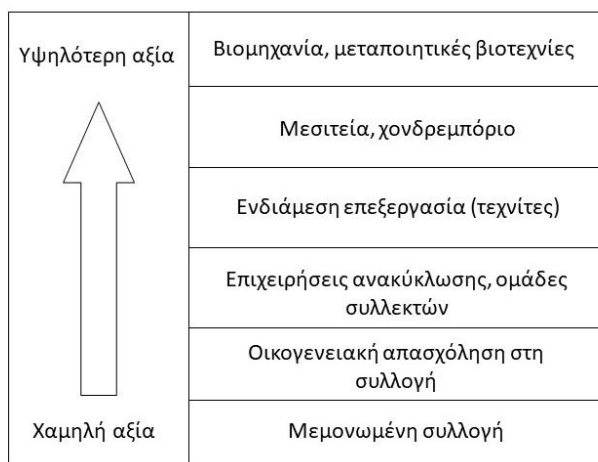 Υψηλότερη αξία
Βιομηχανία, μεταποιητικές βιοτεχνίες
Μεσιτεία, χονδρεμπόριο
Ενδιάμεση επεξεργασία (τεχνίτες)
Επιχειρήσεις ανακύκλωσης, ομάδες
συλλεκτών
Οικογενειακή απασχόληση στη
συλλογή
Χαμηλή αξία
Μεμονωμένη συλλογή